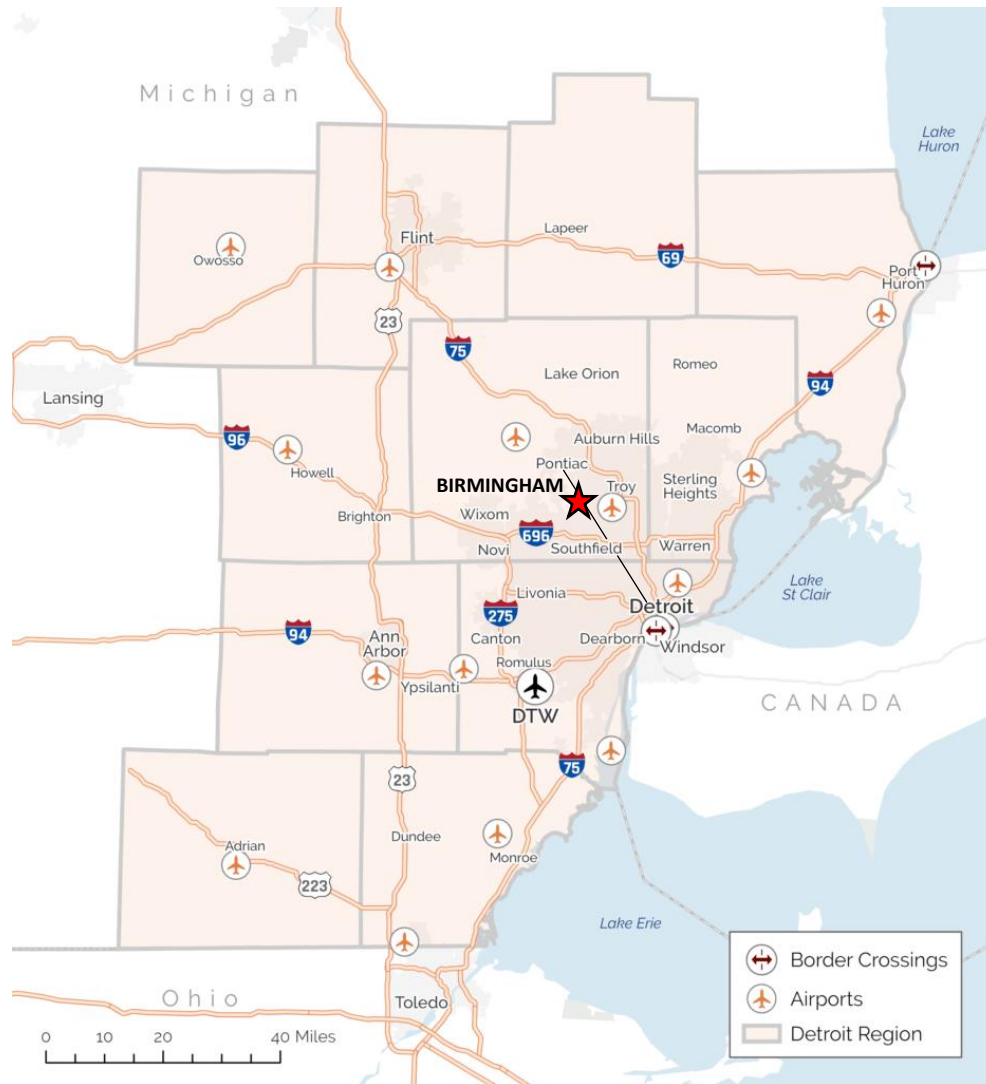 Michigan
Lake
Huron
Flint
Lapeer
Owosso
69
Port
Huron
23
75
Lake Orion
Romeo
94
Lansing
96
Howell
Auburn Hills
Macomb
Pontiac
BIRMINGHAM
Troy
Sterling
Heights
Brighton
Wixom
696
Novi
Southfield
Warren
Lake
St Clair
Livonia
275
Detroit
94
Ann
Arbor
Canton
Dearborn
Windsor
Romulus
Ypsilanti
DTW
CANADA
75
23
Dundee
Adrian
Monroe
223
Lake Erie
Ohio
Toledo
0 10 20 40 Miles
Border Crossings
Airports
Detroit Region